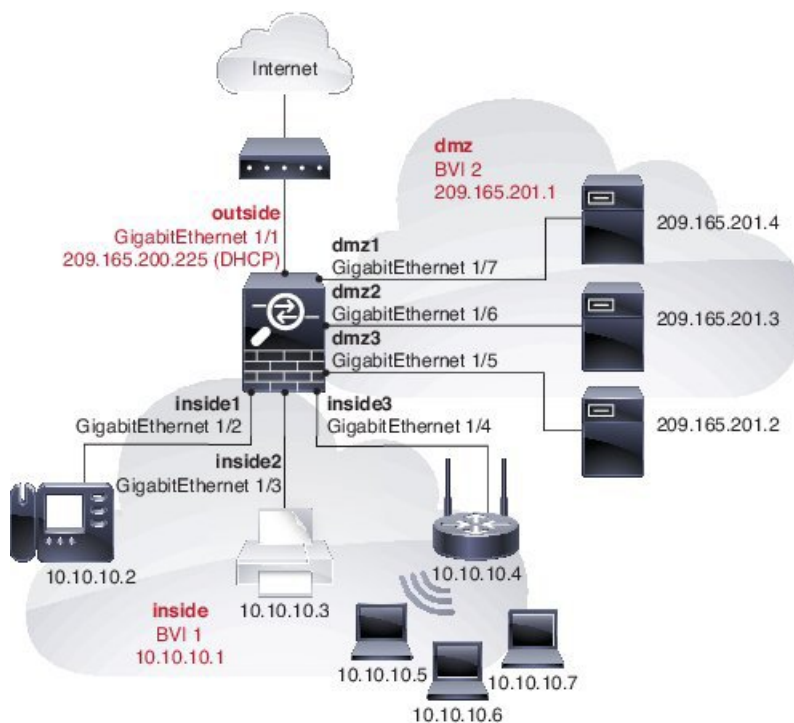 Internet
outside
GigabitEthernet 1/1
209.165.200.225 (DHCP)
dmz
BVI 2
209.165.201.1
dmz1
GigabitEthernet 1/7
dmz2
GigabitEthernet 1/6
dmz3
GigabitEthernet 1/5
209.165.201.4
209.165.201.3
209.165.201.2
inside1
GigabitEthernet 1/2
inside2
GigabitEthernet 1/3
inside3
GigabitEthernet 1/4
10.10.10.2
10.10.10.3
10.10.10.4
inside
BVI 1
10.10.10.1
10.10.10.5
10.10.10.6
10.10.10.7